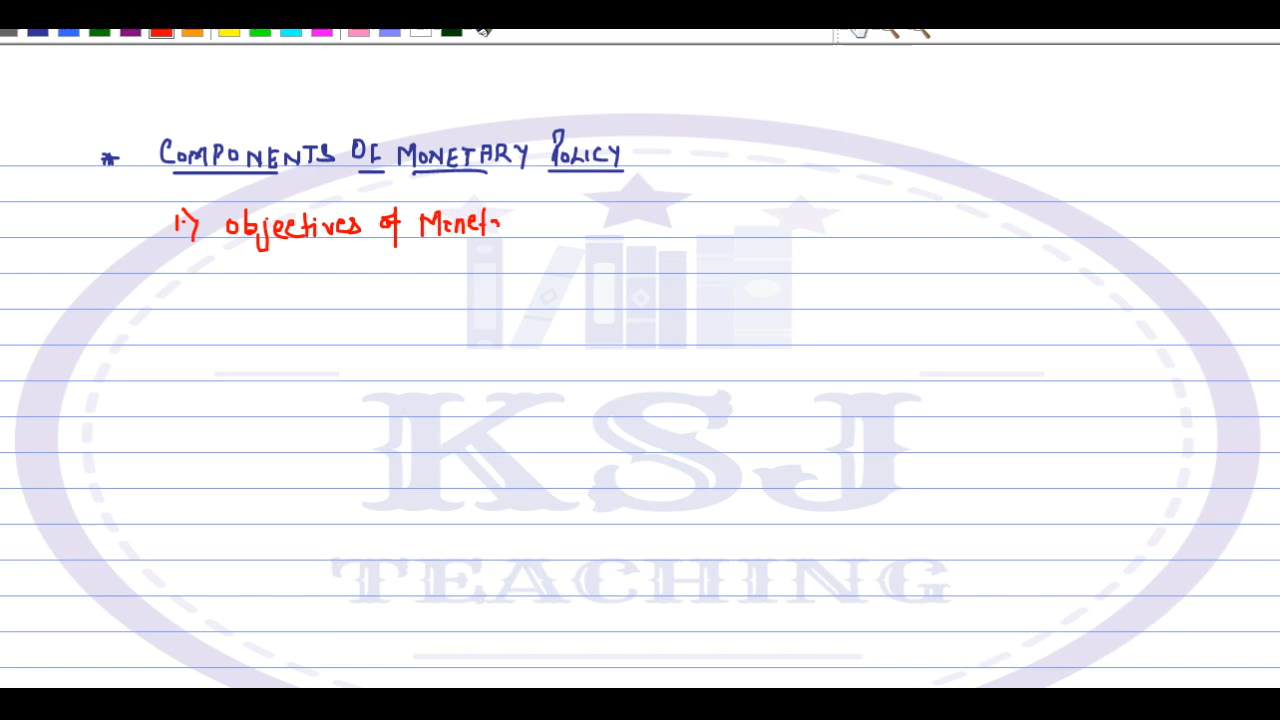 * COMPONENTS OF MONETARY POLICY
1.) Objectives of Monet
KSJ
TEACHING